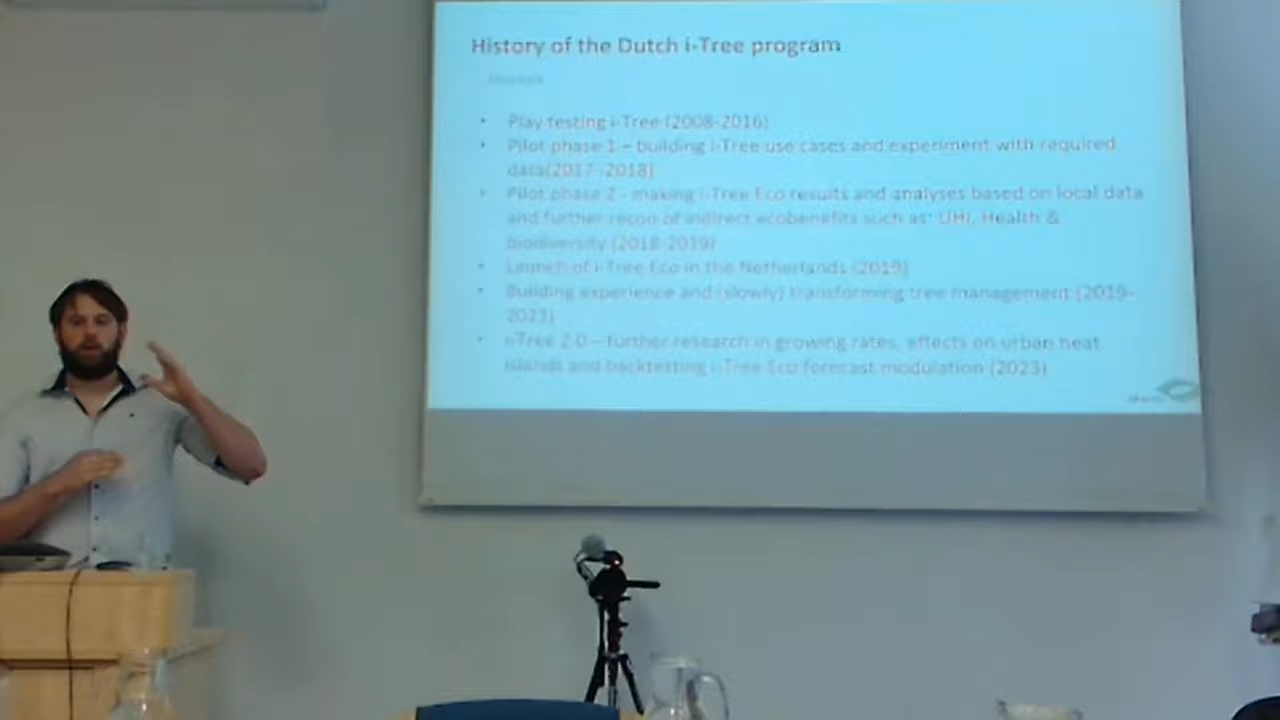 History of the Dutch i-Tree program
• Play testing i-Tree (2008-2016)
• Pilot phase 1 – building i-Tree use cases and experiment with required
data(2017-2018)
• Pilot phase 2 - making i-Tree Eco results and analyses based on local data
and further recon of indirect ecobenefits such as: UHI, Health &
biodiversity (2018-2019)
• Launch of i-Tree Eco in the Netherlands (2019)
• Building experience and (slowly) transforming tree management (2019-
2023)
• i-Tree 2.0 – further research in growing rates, effects on urban heat
islands and backtesting i-Tree Eco forecast modulation (2023)